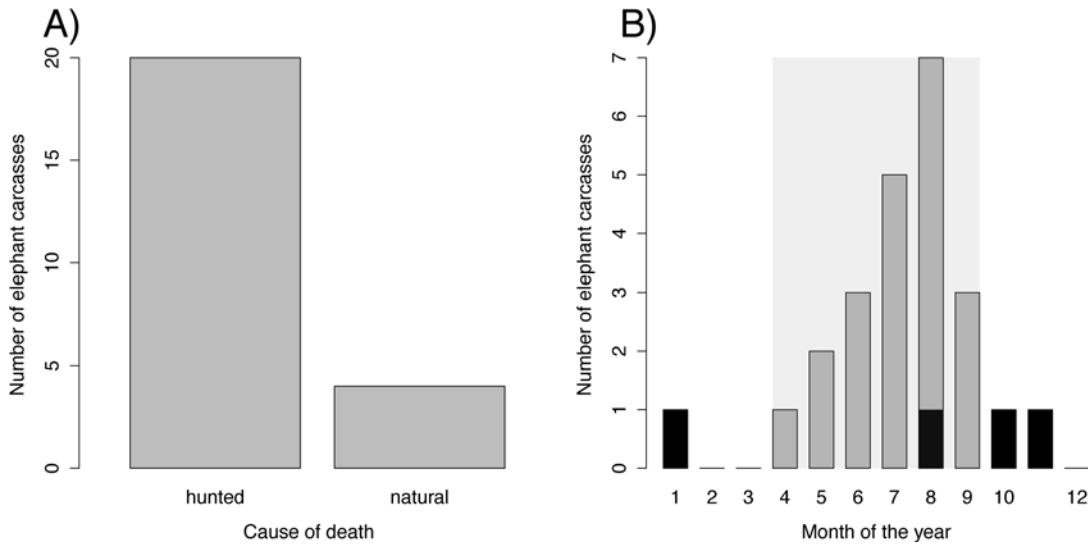 A)
Number of elephant carcasses
20
15
10
5
0
hunted natural
Cause of death
B)
Number of elephant carcasses
7
6
5
4
3
2
1
0
1 2 3 4 5 6 7 8 9 10 12
Month of the year